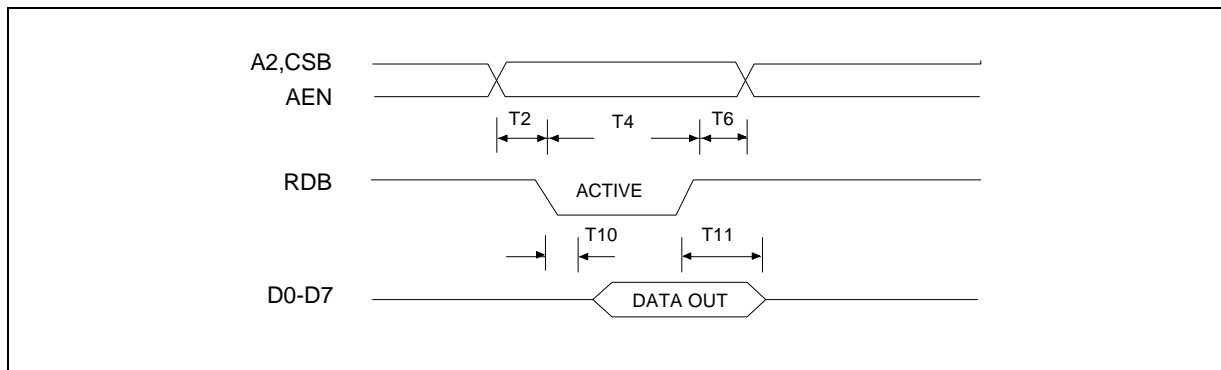 A2,CSB
AEN
T2
T4
T6
RDB
ACTIVE
T10
T11
D0-D7
DATA OUT